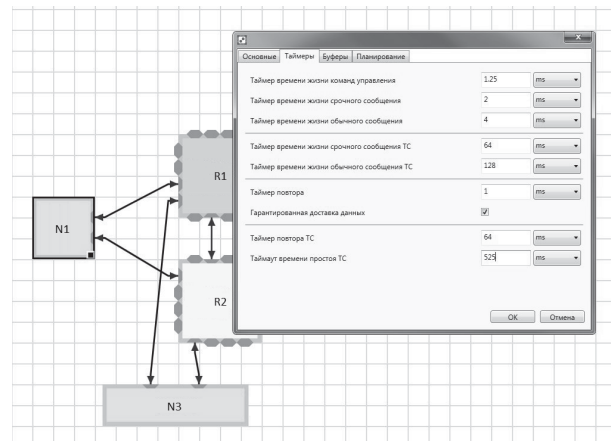 Основные Таймеры Буферы Планирование
Таймер времени жизни команд управления 1.25 ms
Таймер времени жизни срочного сообщения 2 ms
Таймер времени жизни обычного сообщения 4 ms
Таймер времени жизни срочного сообщения ТС 64 ms
Таймер времени жизни обычного сообщения ТС 128 ms
Таймер повтора 1 ms
Гарантированная доставка данных
Таймер повтора ТС 64 ms
Таймаут времени простоя ТС 525 ms
OK Отмена
R1
N1
R2
N3